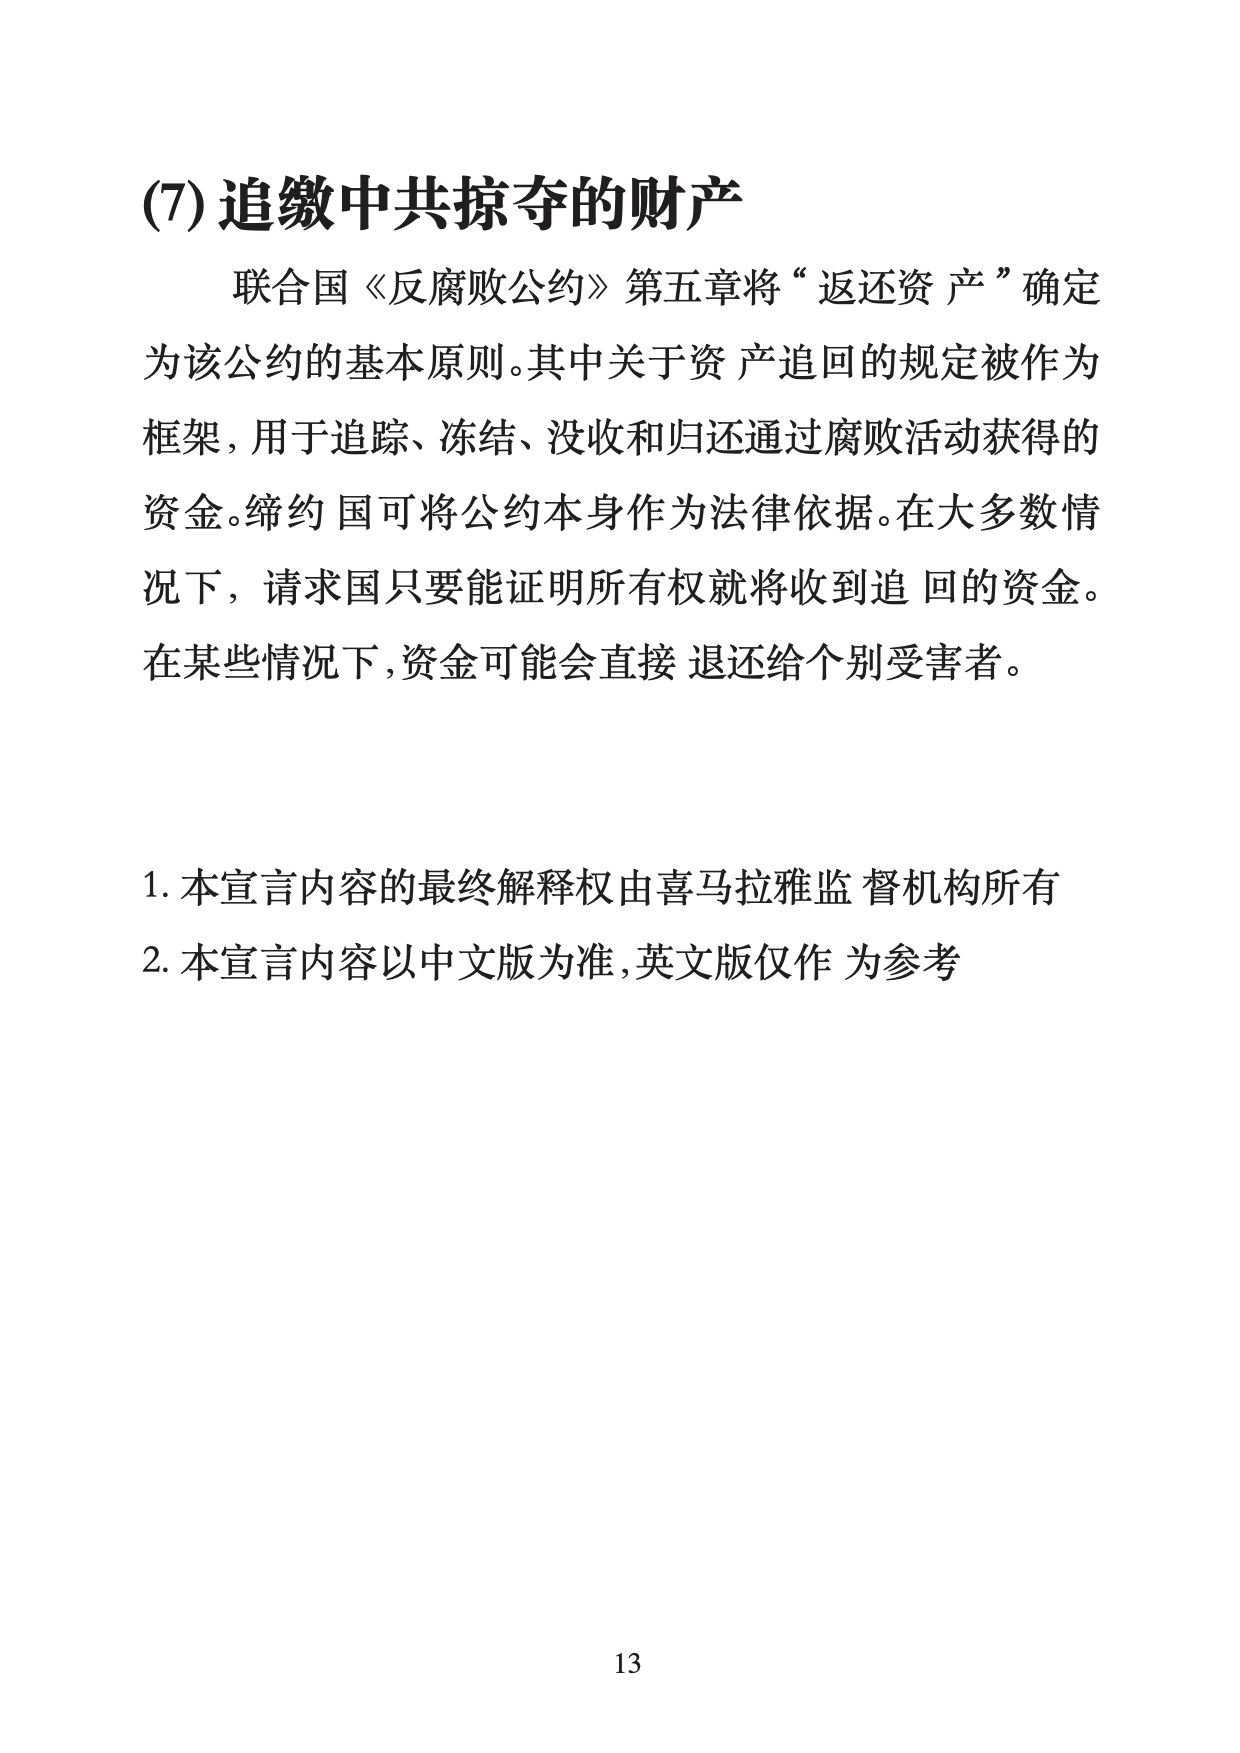 (7) 追缴中共掠夺的财产
联合国《反腐败公约》第五章将“返还资 产”确定
为该公约的基本原则。其中关于资 产追回的规定被作为
框架, 用于追踪、冻结、没收和归还通过腐败活动获得的
资金。缔约 国可将公约本身作为法律依据。在大多数情
况下, 请求国只要能证明所有权就将收到追 回的资金。
在某些情况下,资金可能会直接 退还给个别受害者。
1. 本宣言内容的最终解释权由喜马拉雅监 督机构所有
2. 本宣言内容以中文版为准,英文版仅作 为参考
13